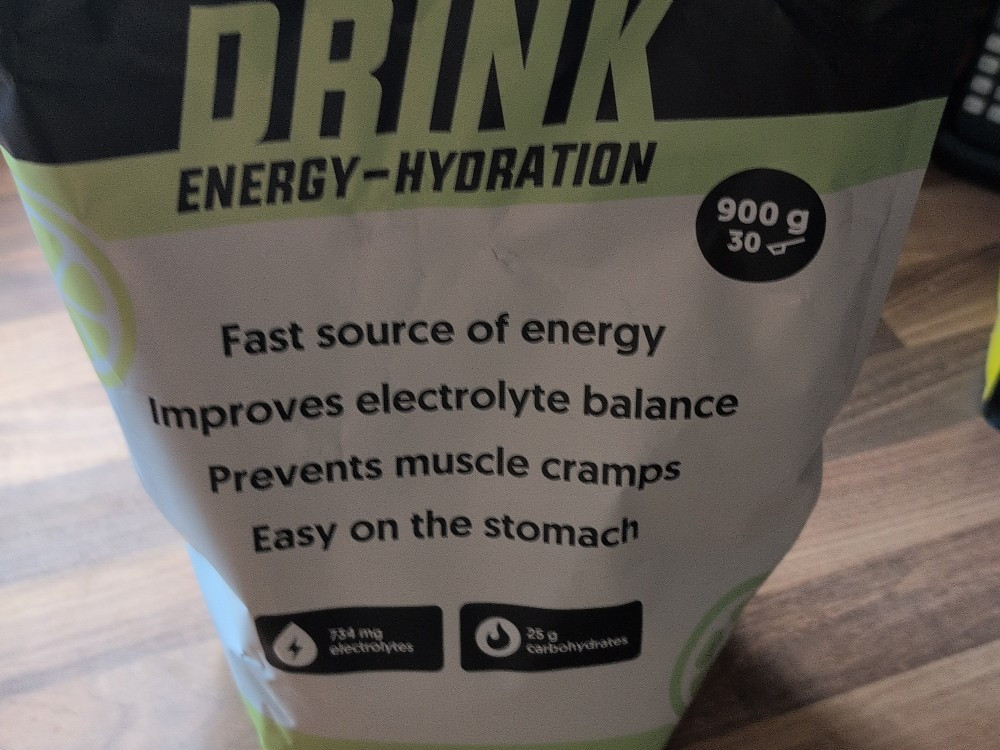 DRINK
ENERGY-HYDRATION
900 g
30
Fast source of energy
Improves electrolyte balance
Prevents muscle cramps
Easy on the stomach
734 mg
electrolytes
25 g
carbohydrates